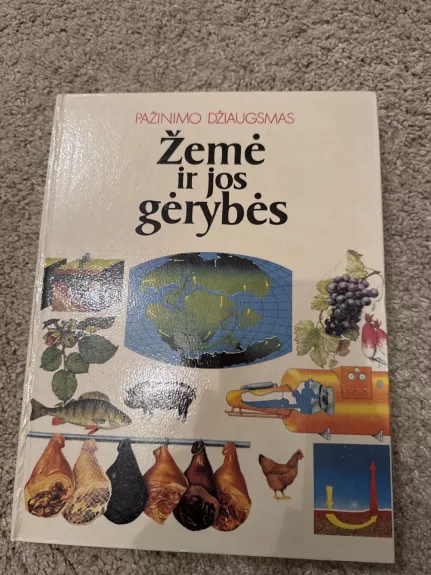 PAŽINIMO DŽIAUGSMAS
Žemė
ir jos
gėrybės